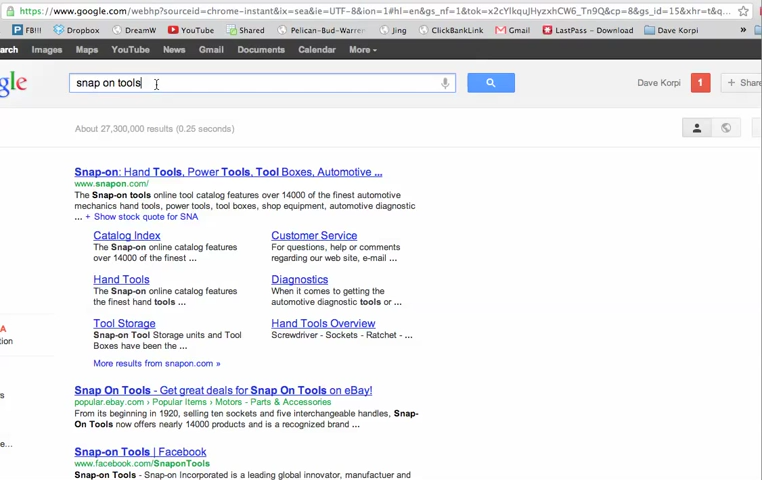 https://www.google.com/webhp?sourceid=chrome-instant&ix=sea&ie=UTF-8&ion=1#hl=en&gs_nf=1&tok=x2cYlkquJHyzxhCW6_Tn9Q&cp=8&gs_id=15&xhr=t&q...
FB!!! Dropbox DreamW YouTube Shared Pelican-Bud-Warren- Jing ClickBankLink LastPass Download Dave Korpi »
arch Images Maps YouTube News Gmail Documents Calendar More
gle snap on tools Dave Korpi 1 + Share
About 27,300,000 results (0.25 seconds)
Snap-on: Hand Tools, Power Tools, Tool Boxes, Automotive ...
www.snapon.com/
The Snap-on tools online tool catalog features over 14000 of the finest automotive
mechanics hand tools, power tools, tool boxes, shop equipment, automotive diagnostic
... + Show stock quote for SNA
Catalog Index
The Snap-on online catalog features
over 14000 of the finest ...
Customer Service
For questions, help or comments
regarding our web site, e-mail ...
Hand Tools
The Snap-on online catalog features
the finest hand tools ...
Diagnostics
When it comes to getting the
automotive diagnostic tools or ...
A
tion
Tool Storage
Snap-on Tool Storage units and Tool
Boxes have been the ...
Hand Tools Overview
Screwdriver - Sockets - Ratchet - ...
More results from snapon.com »
Snap On Tools - Get great deals for Snap On Tools on eBay!
popular.ebay.com › Popular Items › Motors - Parts & Accessories
From its beginning in 1920, selling ten sockets and five interchangeable handles, Snap-
On Tools now offers nearly 14000 products and is a recognized brand ...
s
e...
Snap-on Tools | Facebook
www.facebook.com/SnaponTools
Snap-on Tools - Snap-on Incorporated is a leading global innovator, manufactuer and